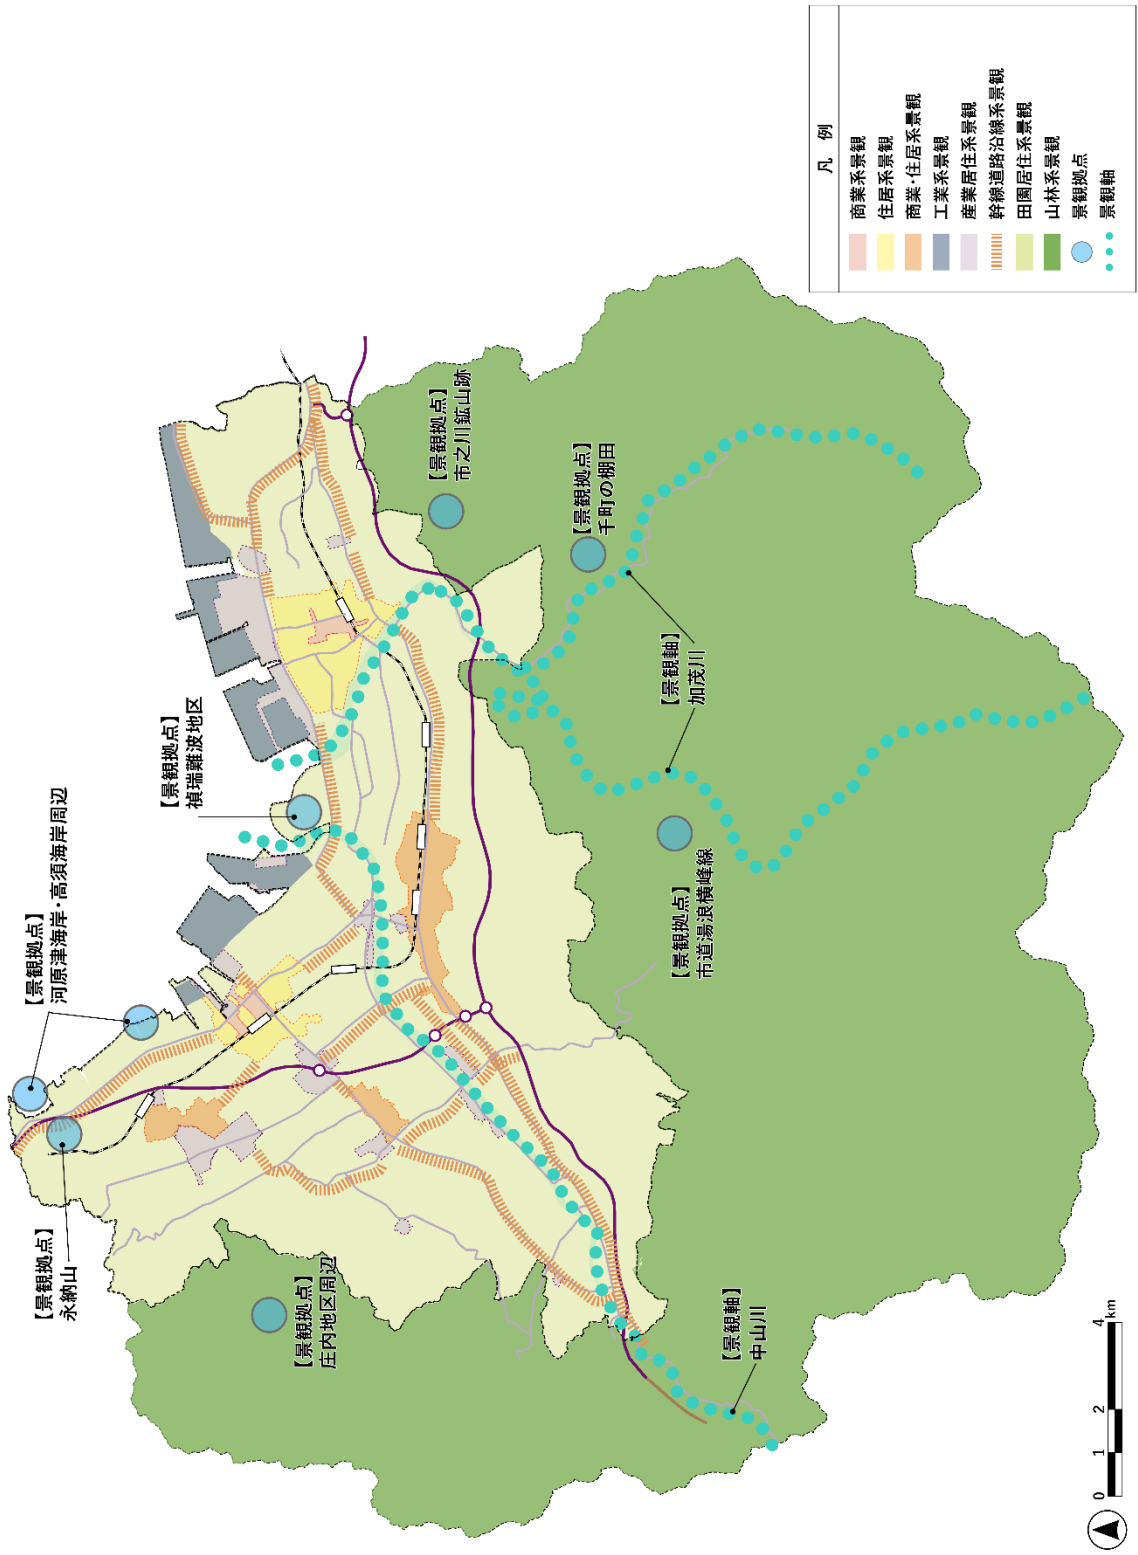 凡 例
商業系景観
住居系景観
商業・住居系景観
工業系景観
産業居住系景観
幹線道路沿線系景観
田園居住系景観
山林系景観
景観拠点
景観軸
【景観拠点】
永納山
【景観拠点】
河原津海岸・高須海岸周辺
【景観拠点】
禎瑞難波地区
【景観拠点】
庄内地区周辺
【景観拠点】
市之川鉱山跡
【景観拠点】
千町の棚田
【景観軸】
加茂川
【景観拠点】
市道湯浪横峰線
【景観軸】
中山川
0 1 2 4 km